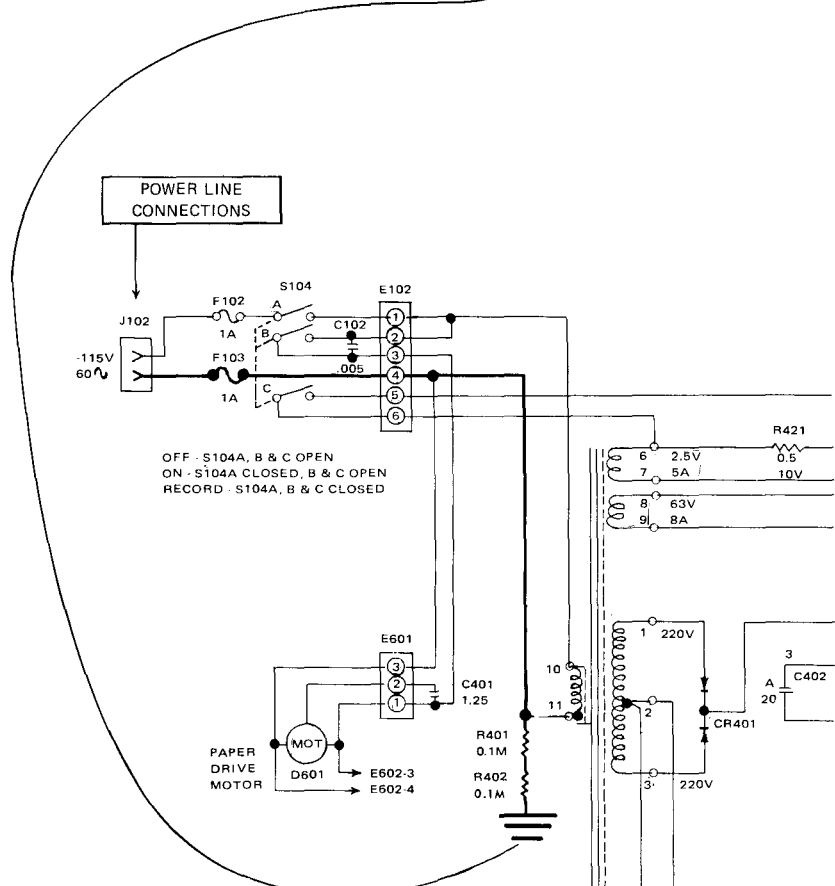 POWER LINE
CONNECTIONS
J102
-115V
60
F102
1A
F103
1A
S104
A
B
C
C102
.005
E102
1
2
3
4
5
6
OFF - S104A, B & C OPEN
ON - S104A CLOSED, B & C OPEN
RECORD - S104A, B & C CLOSED
R421
0.5
10V
6
2.5V
7
5A
8
63V
9
8A
E601
3
2
1
C401
1.25
MOT
D601
PAPER
DRIVE
MOTOR
E602-3
E602-4
R401
0.1M
R402
0.1M
10
11
1
220V
2
3
220V
CR401
3
C402
A
20